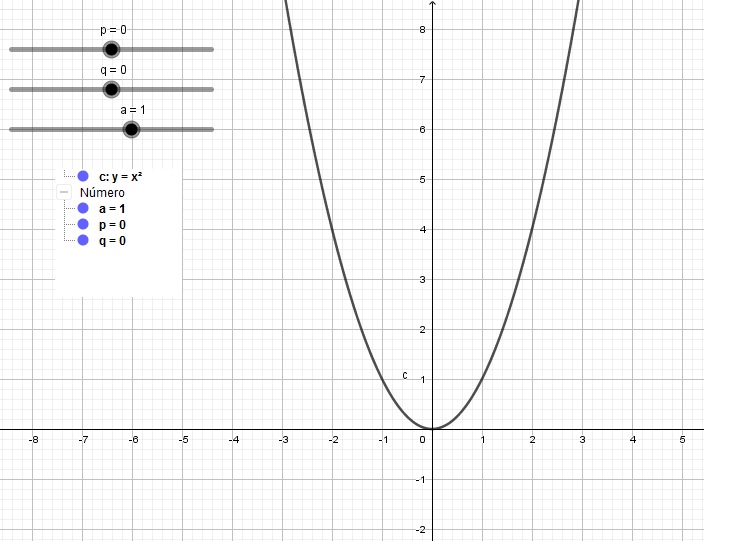 p = 0
q = 0
a = 1
c: y = x²
Número
a = 1
p = 0
q = 0
8
7
6
5
4
3
2
c
1
-8 -7 -6 -5 -4 -3 -2 -1 0 1 2 3 4 5
-1
-2